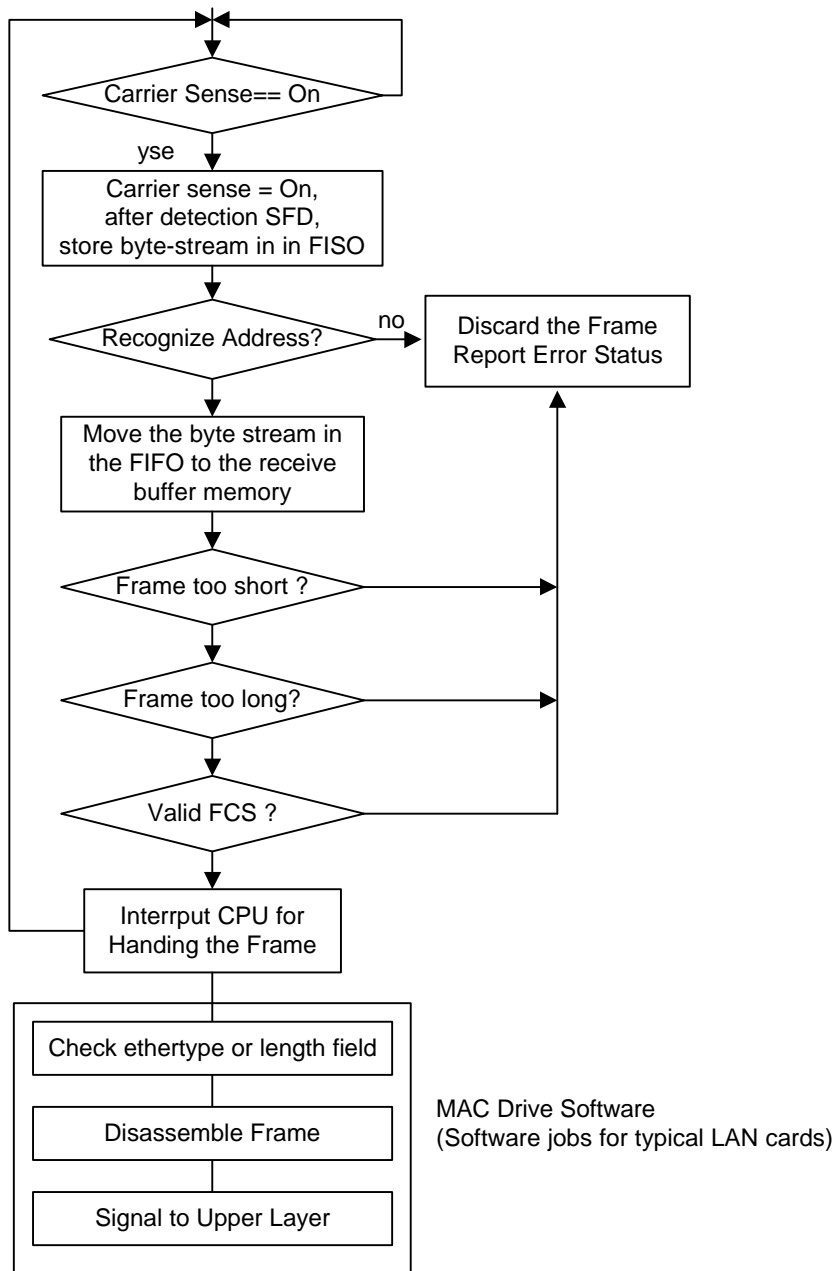 Carrier Sense== On
yse
Carrier sense = On,
after detection SFD,
store byte-stream in in FISO
Recognize Address?
no
Discard the Frame
Report Error Status
Move the byte stream in
the FIFO to the receive
buffer memory
Frame too short ?
Frame too long?
Valid FCS ?
Interrput CPU for
Handing the Frame
Check ethertype or length field
Disassemble Frame
Signal to Upper Layer
MAC Drive Software
(Software jobs for typical LAN cards)